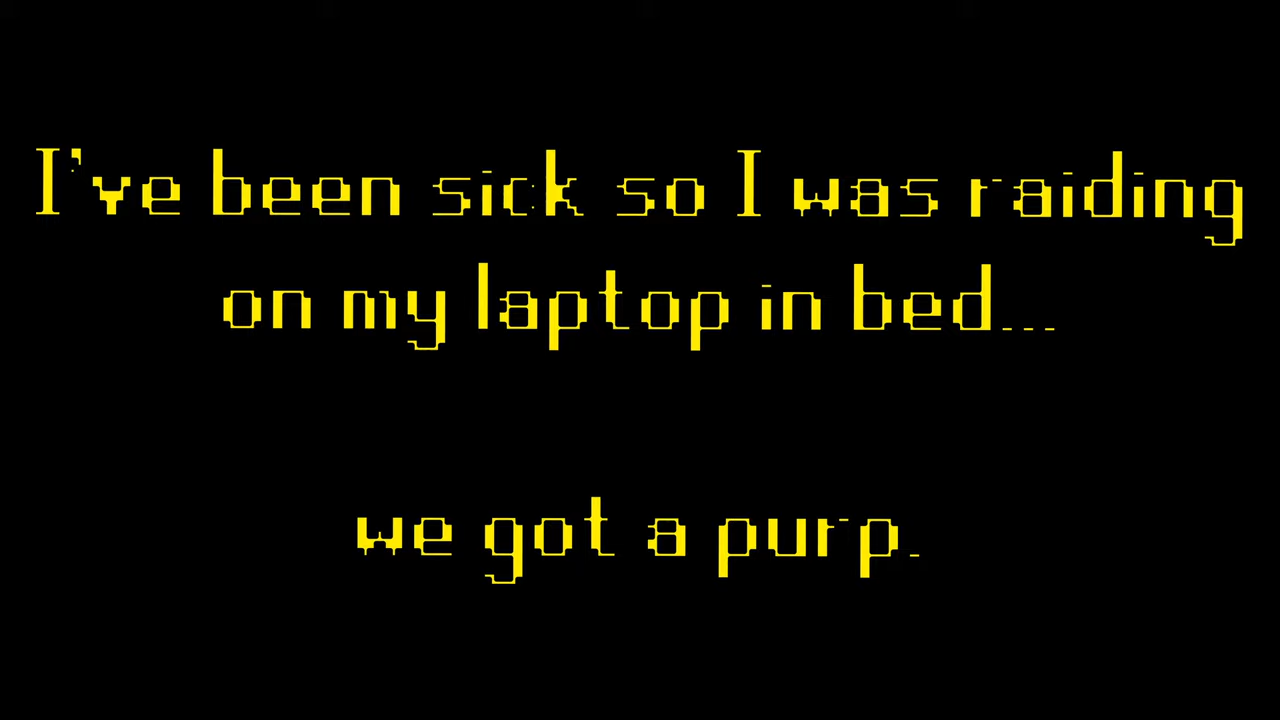 I've been sick so I was raiding
on my laptop in bed...
we got a purp.